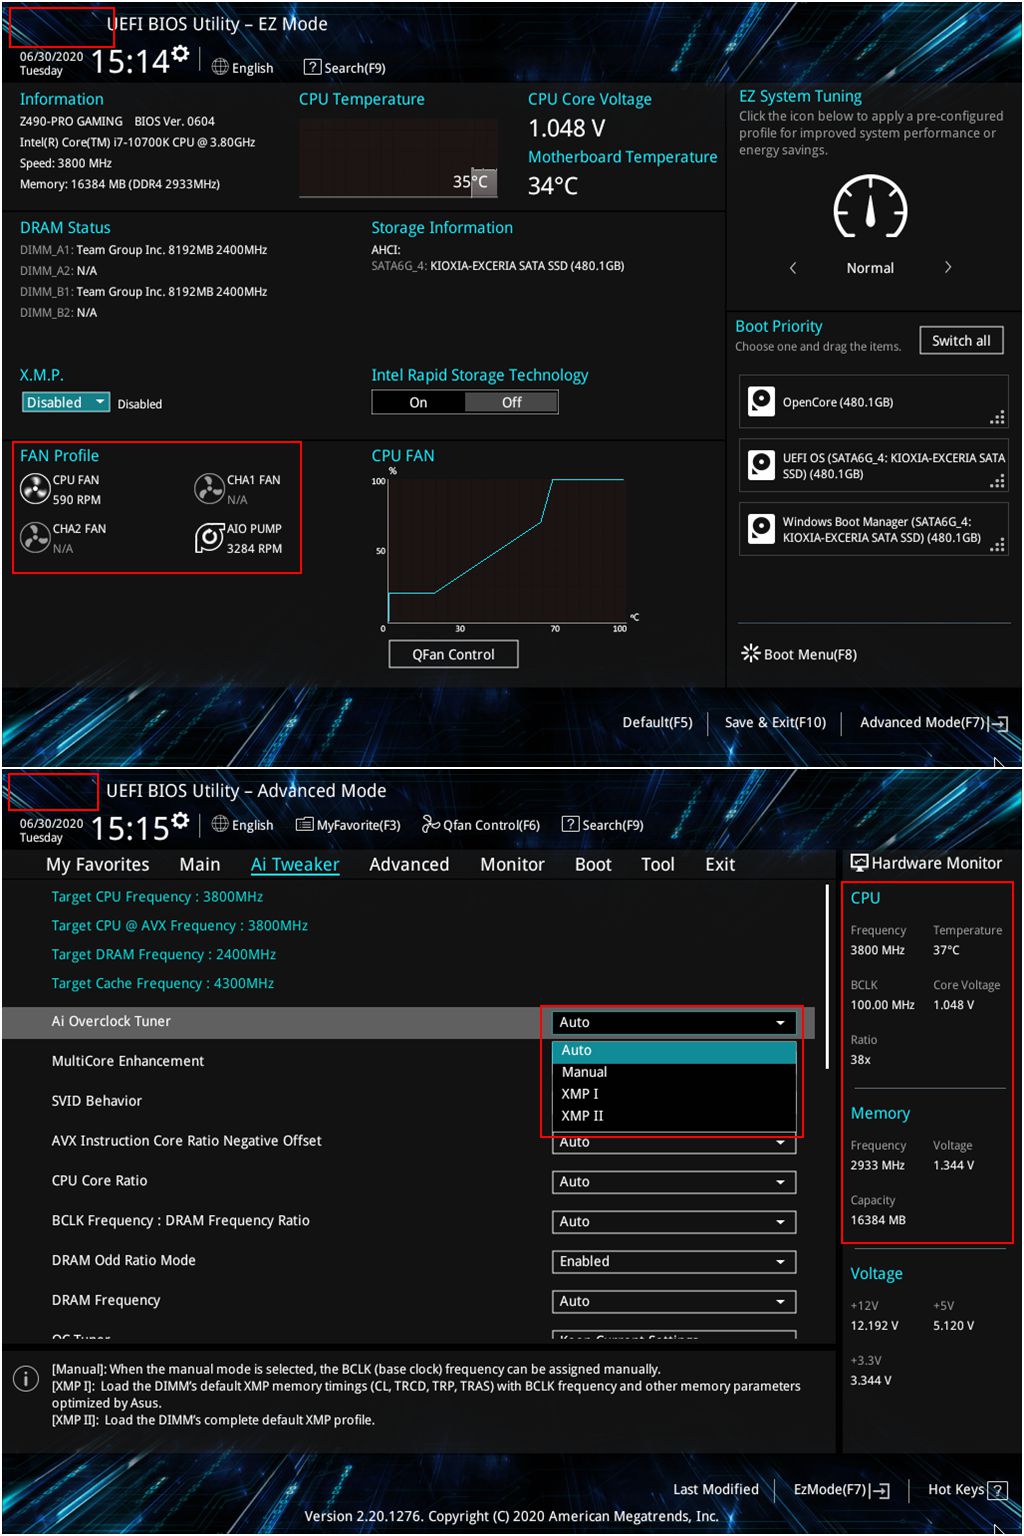 UEFI BIOS Utility – EZ Mode
06/30/2020
Tuesday
15:14
English
Search(F9)
Information
Z490-PRO GAMING BIOS Ver. 0604
Intel(R) Core(TM) i7-10700K CPU @ 3.80GHz
Speed: 3800 MHz
Memory: 16384 MB (DDR4 2933MHz)
CPU Temperature
35°C
CPU Core Voltage
1.048 V
Motherboard Temperature
34°C
EZ System Tuning
Click the icon below to apply a pre-configured
profile for improved system performance or
energy savings.
Normal
DRAM Status
DIMM_A1: Team Group Inc. 8192MB 2400MHz
DIMM_A2: N/A
DIMM_B1: Team Group Inc. 8192MB 2400MHz
DIMM_B2: N/A
Storage Information
AHCI:
SATA6G_4: KIOXIA-EXCERIA SATA SSD (480.1GB)
X.M.P.
Disabled
Disabled
Intel Rapid Storage Technology
On
Off
Boot Priority
Choose one and drag the items.
Switch all
OpenCore (480.1GB)
UEFI OS (SATA6G_4: KIOXIA-EXCERIA SATA
SSD) (480.1GB)
Windows Boot Manager (SATA6G_4:
KIOXIA-EXCERIA SATA SSD) (480.1GB)
FAN Profile
CPU FAN
590 RPM
CHA1 FAN
N/A
CHA2 FAN
N/A
AIO PUMP
3284 RPM
CPU FAN
%
100
50
0
30
70
100
°C
QFan Control
Boot Menu(F8)
Default(F5)
Save & Exit(F10)
Advanced Mode(F7)
UEFI BIOS Utility – Advanced Mode
06/30/2020
Tuesday
15:15
English
MyFavorite(F3)
Qfan Control(F6)
Search(F9)
?
My Favorites
Main
Ai Tweaker
Advanced
Monitor
Boot
Tool
Exit
Target CPU Frequency : 3800MHz
Target CPU @ AVX Frequency : 3800MHz
Target DRAM Frequency : 2400MHz
Target Cache Frequency : 4300MHz
Ai Overclock Tuner
Auto
Auto
Manual
XMP I
XMP II
MultiCore Enhancement
SVID Behavior
AVX Instruction Core Ratio Negative Offset
Auto
CPU Core Ratio
Auto
BCLK Frequency : DRAM Frequency Ratio
Auto
DRAM Odd Ratio Mode
Enabled
DRAM Frequency
Auto
OC Tuner
Keep Current Settings
Hardware Monitor
CPU
Frequency
3800 MHz
Temperature
37°C
BCLK
100.00 MHz
Core Voltage
1.048 V
Ratio
38x
Memory
Frequency
2933 MHz
Voltage
1.344 V
Capacity
16384 MB
Voltage
+12V
12.192 V
+5V
5.120 V
+3.3V
3.344 V
[Manual]: When the manual mode is selected, the BCLK (base clock) frequency can be assigned manually.
[XMP I]: Load the DIMM's default XMP memory timings (CL, TRCD, TRP, TRAS) with BCLK frequency and other memory parameters
optimized by Asus.
[XMP II]: Load the DIMM's complete default XMP profile.
Last Modified
EzMode(F7)
Hot Keys ?
Version 2.20.1276. Copyright (C) 2020 American Megatrends, Inc.